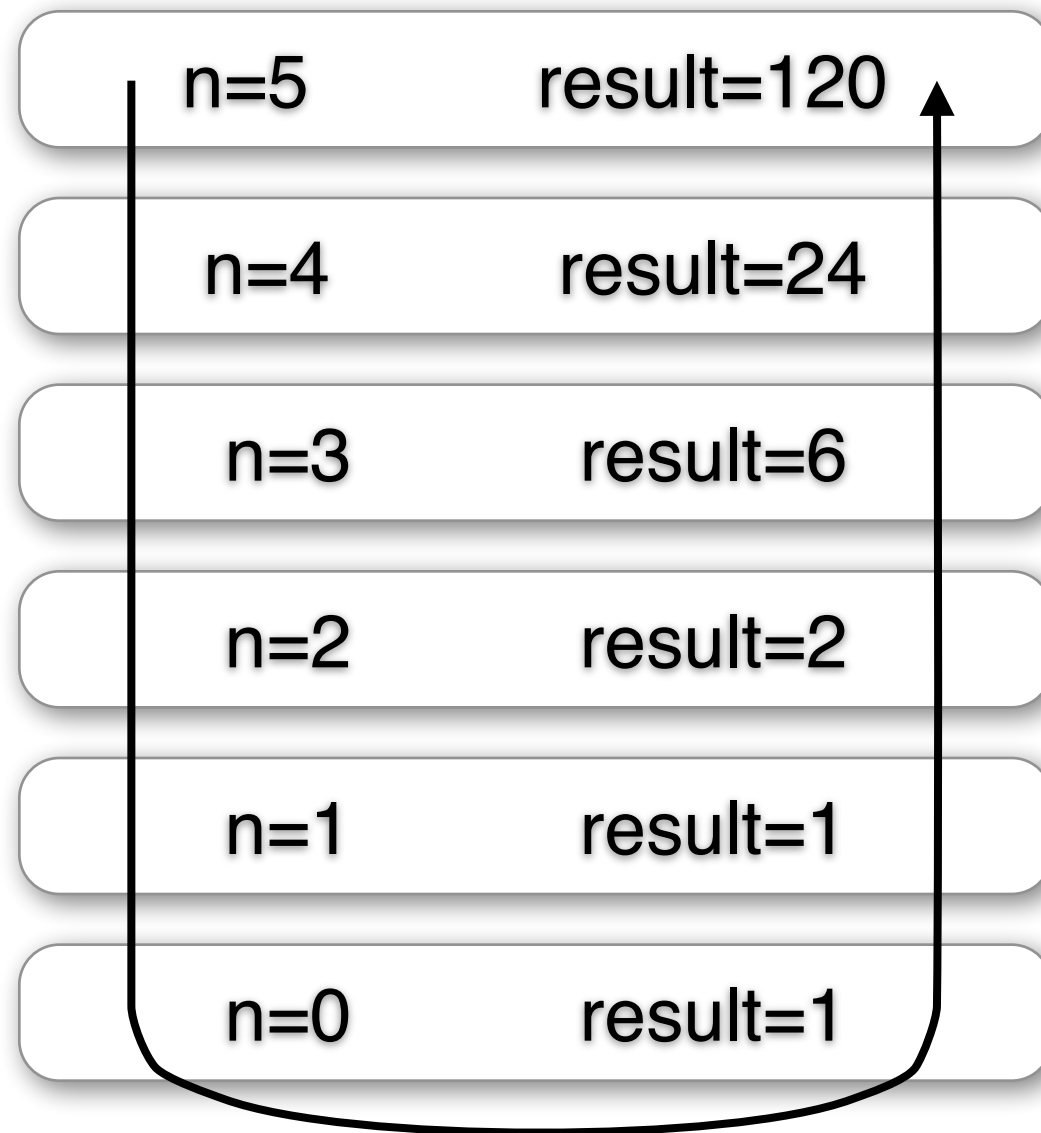 n=5 result=120
n=4 result=24
n=3 result=6
n=2 result=2
n=1 result=1
n=0 result=1